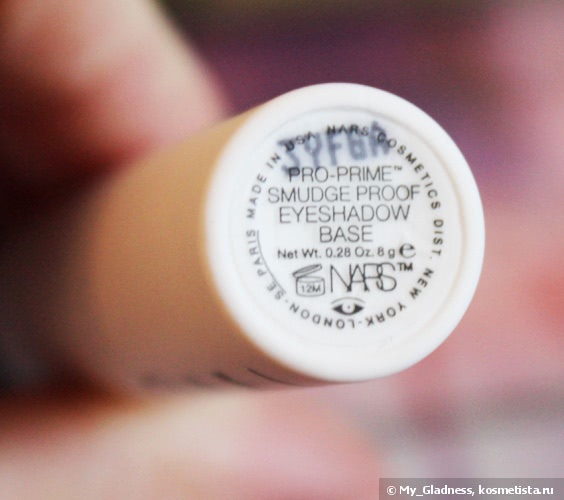 MADE IN USA NARS COSMETICS DIST. NEW YORK-LONDON-SE PARIS
PRO-PRIME™
SMUDGE PROOF
EYESHADOW
BASE
Net Wt. 0.28 Oz. 8 g ℮
12M NARS™
© My_Gladness, kosmetista.ru